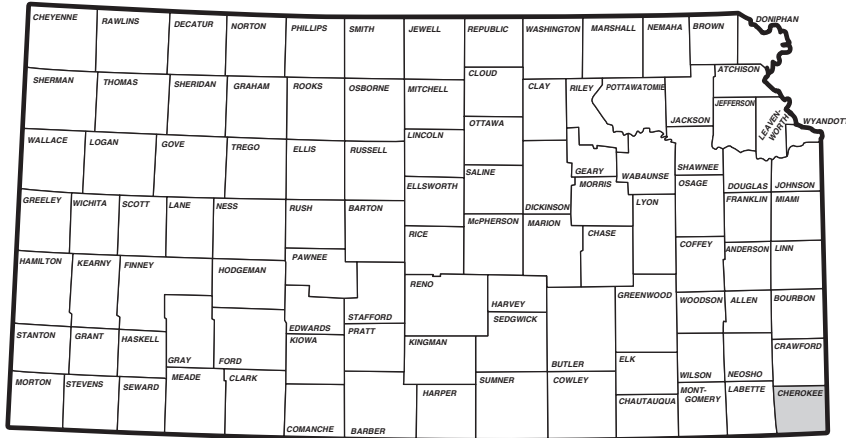 CHEYENNE
RAWLINS
DECATUR
NORTON
PHILLIPS
SMITH
JEWELL
REPUBLIC
WASHINGTON
MARSHALL
NEMAHA
BROWN
DONIPHAN
SHERMAN
THOMAS
SHERIDAN
GRAHAM
ROOKS
OSBORNE
MITCHELL
CLOUD
CLAY
RILEY
POTTAWATOMIE
ATCHISON
JACKSON
JEFFERSON
LEAVEN-
WORTH
WYANDOTT
WALLACE
LOGAN
GOVE
TREGO
ELLIS
RUSSELL
LINCOLN
OTTAWA
SALINE
ELLSWORTH
DICKINSON
GEARY
MORRIS
WABAUNSE
SHAWNEE
OSAGE
DOUGLAS
JOHNSON
GREELEY
WICHITA
SCOTT
LANE
NESS
RUSH
BARTON
RICE
McPHERSON
MARION
CHASE
LYON
FRANKLIN
MIAMI
HAMILTON
KEARNY
FINNEY
HODGEMAN
PAWNEE
STAFFORD
RENO
HARVEY
SEDGWICK
GREENWOOD
COFFEY
ANDERSON
LINN
WOODSON
ALLEN
BOURBON
STANTON
GRANT
HASKELL
GRAY
FORD
EDWARDS
KIOWA
PRATT
KINGMAN
BUTLER
ELK
WILSON
NEOSHO
CRAWFORD
MORTON
STEVENS
SEWARD
MEADE
CLARK
COMANCHE
BARBER
HARPER
SUMNER
COWLEY
CHAUTAUQUA
MONT-
GOMERY
LABETTE
CHEROKEE